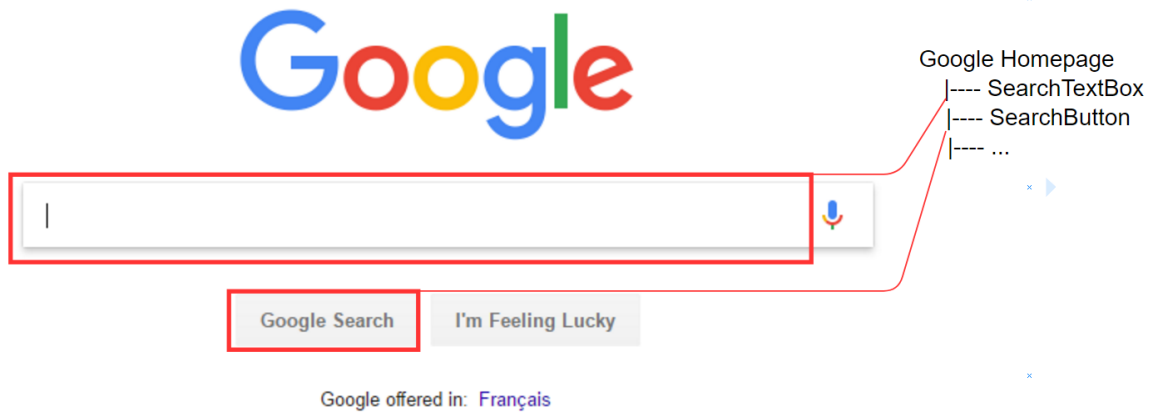 Google
Google Homepage
|---- SearchTextBox
|---- SearchButton
|---- ...
Google Search
I'm Feeling Lucky
Google offered in: Français